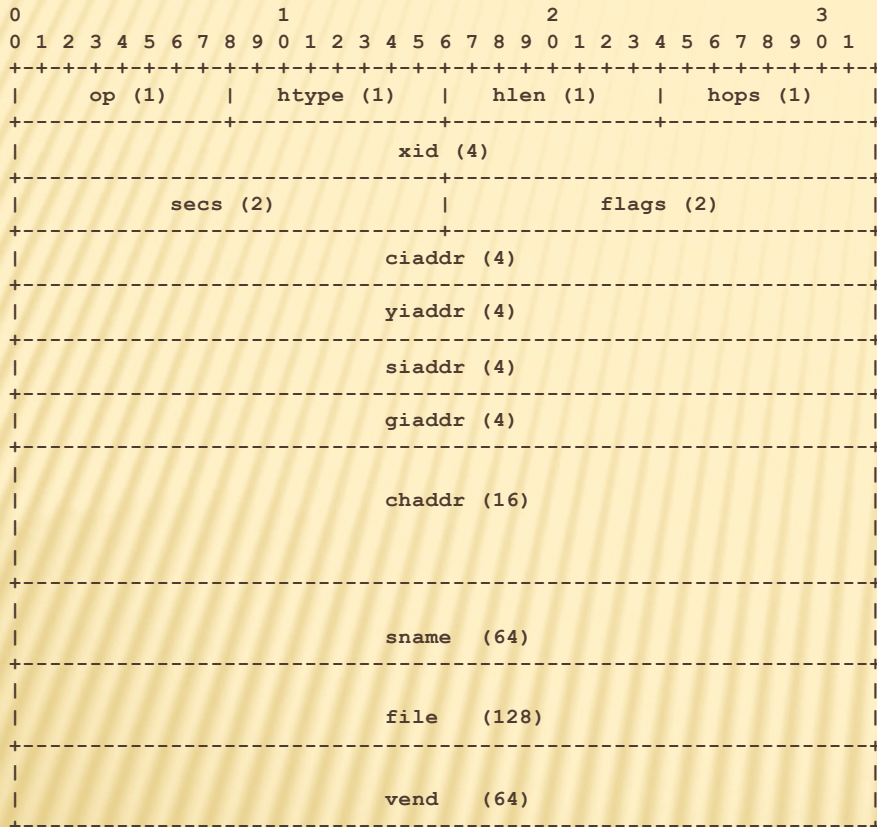 0                   1                   2                   3
0 1 2 3 4 5 6 7 8 9 0 1 2 3 4 5 6 7 8 9 0 1 2 3 4 5 6 7 8 9 0 1
+-+-+-+-+-+-+-+-+-+-+-+-+-+-+-+-+-+-+-+-+-+-+-+-+-+-+-+-+-+-+-+-+
|     op (1)    |   htype (1)   |   hlen (1)    |   hops (1)    |
+---------------+---------------+---------------+---------------+
|                            xid (4)                            |
+-------------------------------+-------------------------------+
|           secs (2)            |           flags (2)           |
+-------------------------------+-------------------------------+
|                           ciaddr (4)                          |
+---------------------------------------------------------------+
|                           yiaddr (4)                          |
+---------------------------------------------------------------+
|                           siaddr (4)                          |
+---------------------------------------------------------------+
|                           giaddr (4)                          |
+---------------------------------------------------------------+
|                                                               |
|                           chaddr (16)                         |
|                                                               |
|                                                               |
+---------------------------------------------------------------+
|                                                               |
|                           sname  (64)                         |
+---------------------------------------------------------------+
|                                                               |
|                           file   (128)                        |
+---------------------------------------------------------------+
|                                                               |
|                           vend   (64)                         |
+---------------------------------------------------------------+